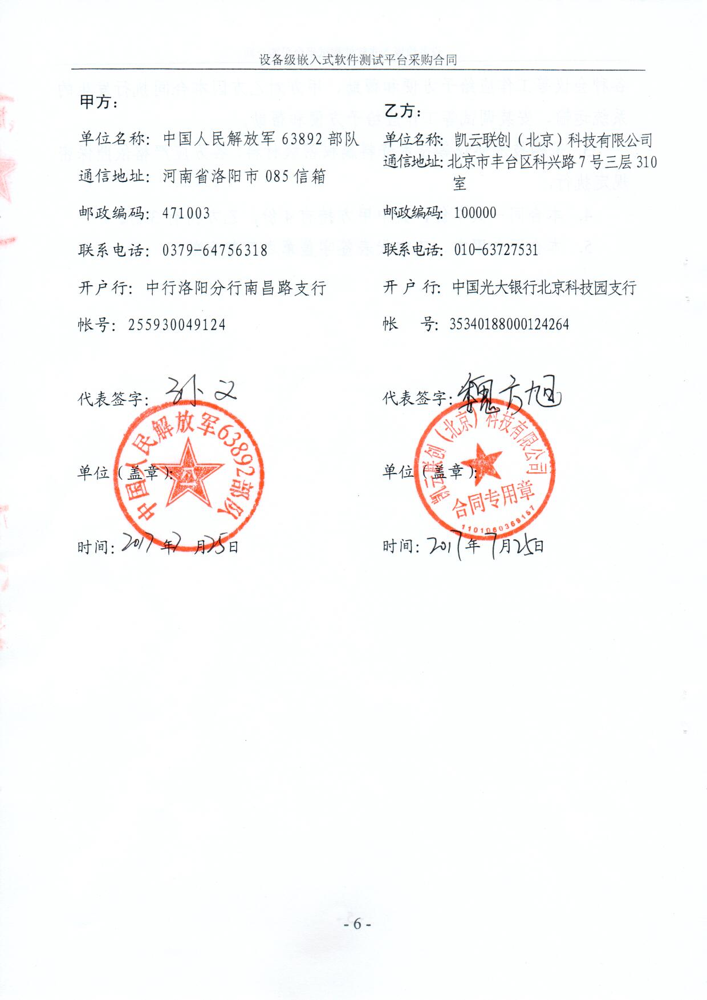 设备级嵌入式软件测试平台采购合同
甲方：
单位名称：中国人民解放军 63892 部队
通信地址：河南省洛阳市 085 信箱
邮政编码：471003
联系电话：0379-64756318
开户行：中行洛阳分行南昌路支行
帐号：255930049124
代表签字：孙文
单位（盖章）：
中国人民解放军63892部队
时间：2017 年 7 月 25 日
乙方：
单位名称：凯云联创（北京）科技有限公司
通信地址：北京市丰台区科兴路 7 号三层 310
室
邮政编码：100000
联系电话：010-63727531
开 户 行：中国光大银行北京科技园支行
帐 号：35340188000124264
代表签字：魏方旭
单位（盖章）：
凯云联创（北京）科技有限公司
合同专用章
1101060369157
时间：2017 年 7 月 25 日
- 6 -